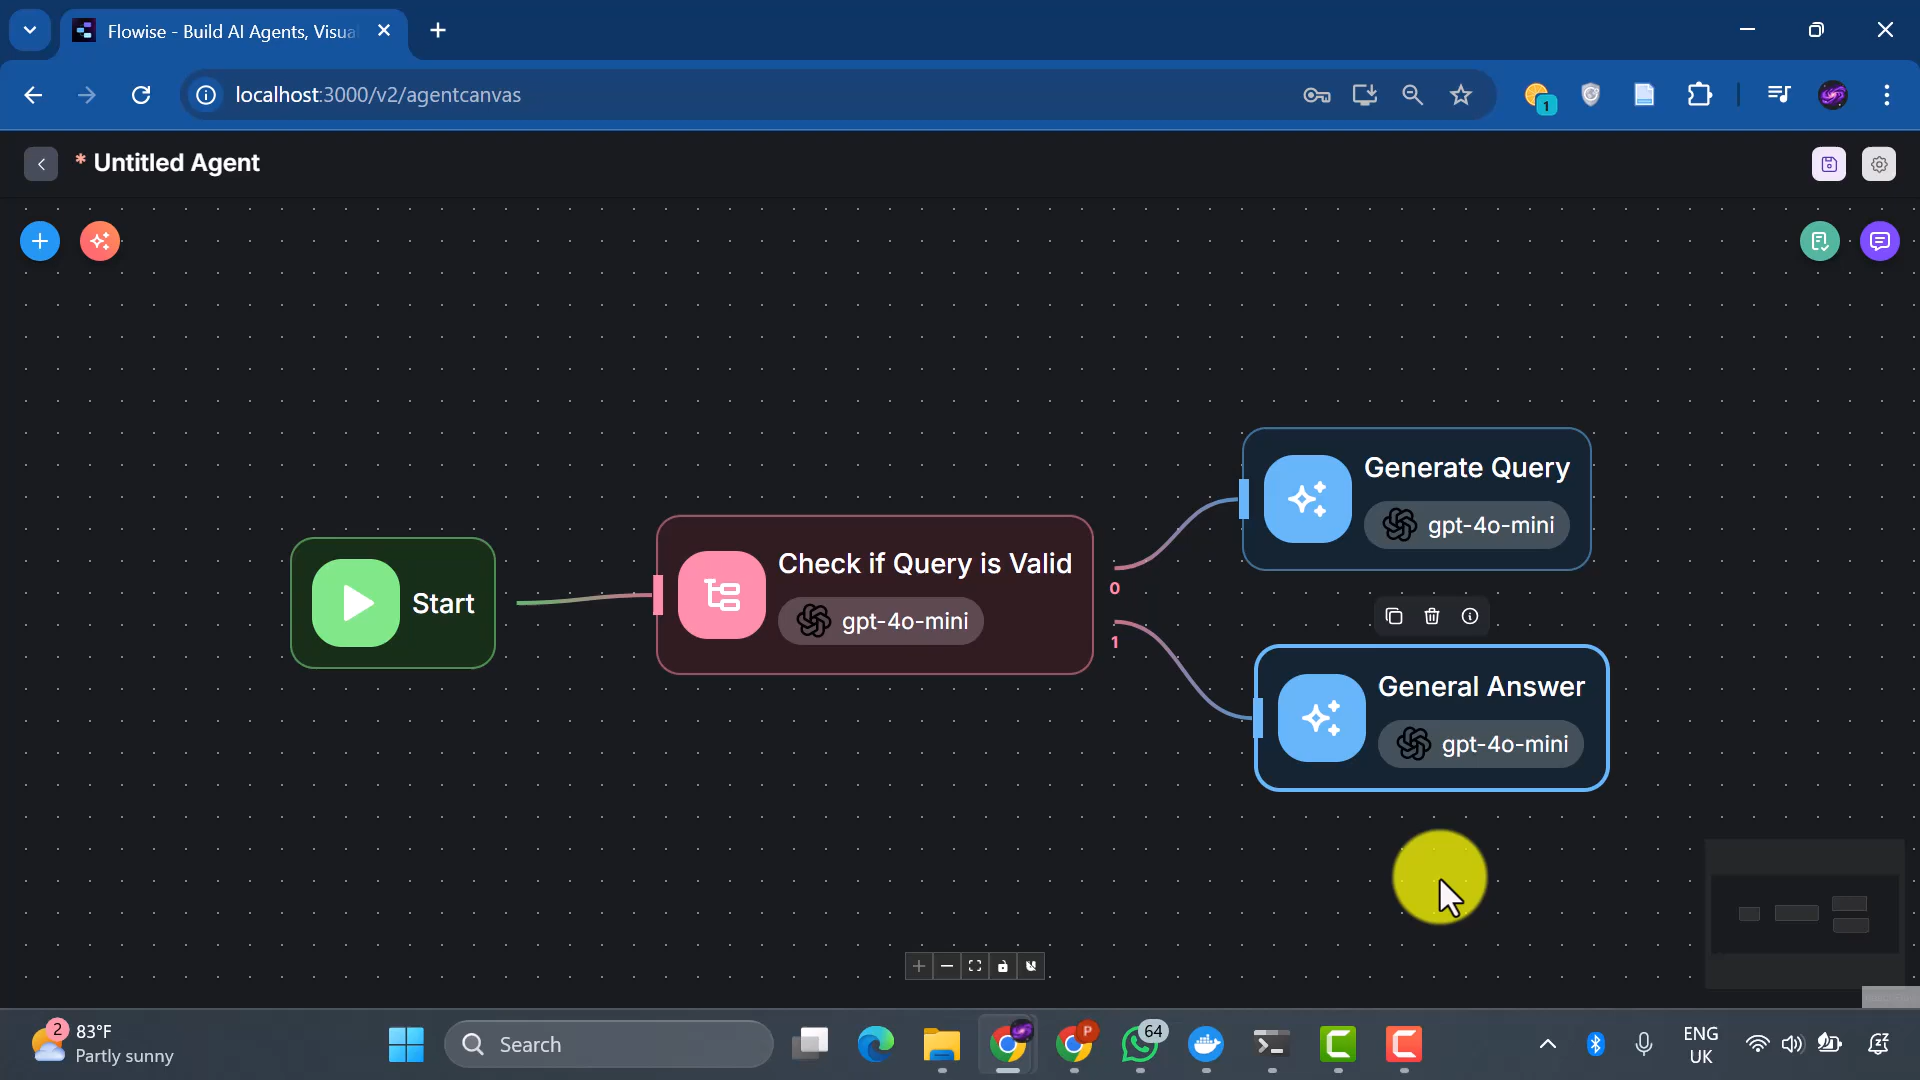 Flowise - Build AI Agents, Visua
localhost:3000/v2/agentcanvas
1
* Untitled Agent
Generate Query
gpt-4o-mini
Check if Query is Valid
gpt-4o-mini
0
1
Start
General Answer
gpt-4o-mini
2
83°F
Partly sunny
Search
P
64
ENG
UK